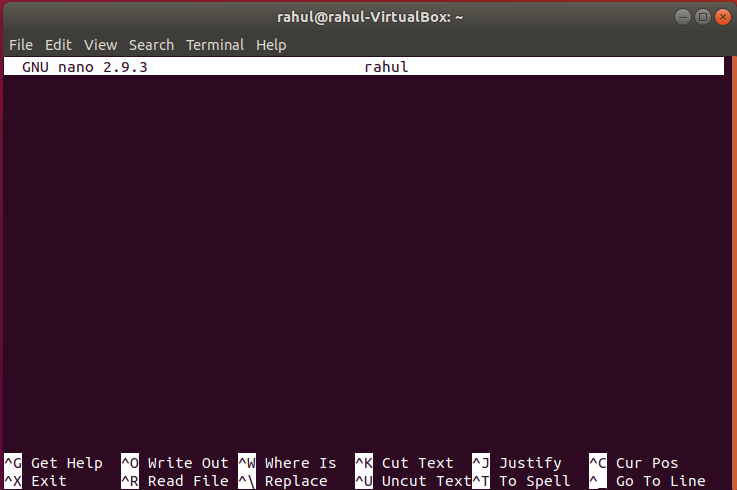 rahul@rahul-VirtualBox: ~
File Edit View Search Terminal Help
GNU nano 2.9.3 rahul
^G Get Help ^O Write Out ^W Where Is ^K Cut Text ^J Justify ^C Cur Pos
^X Exit ^R Read File ^\ Replace ^U Uncut Text^T To Spell ^_ Go To Line